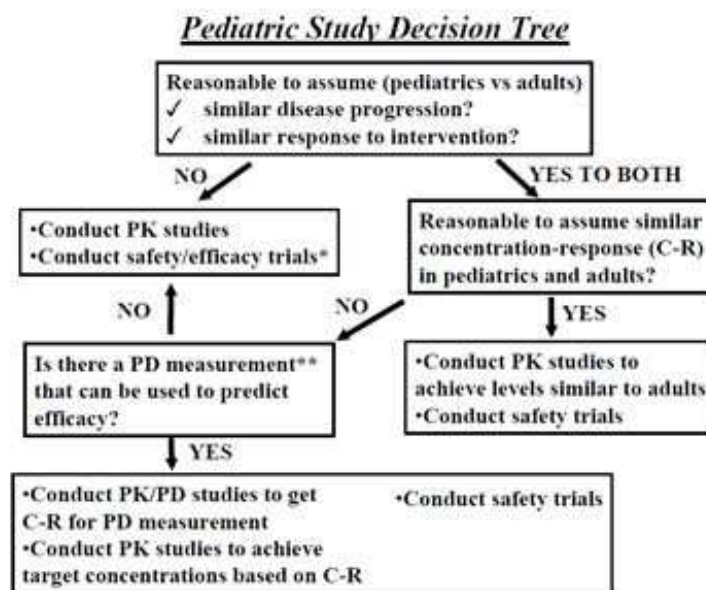 Pediatric Study Decision Tree
Reasonable to assume (pediatrics vs adults)
✓ similar disease progression?
✓ similar response to intervention?
NO
YES TO BOTH
•Conduct PK studies
•Conduct safety/efficacy trials*
Reasonable to assume similar
concentration-response (C-R)
in pediatrics and adults?
NO
NO
YES
Is there a PD measurement**
that can be used to predict
efficacy?
•Conduct PK studies to
achieve levels similar to adults
•Conduct safety trials
YES
•Conduct PK/PD studies to get
C-R for PD measurement
•Conduct PK studies to achieve
target concentrations based on C-R
•Conduct safety trials